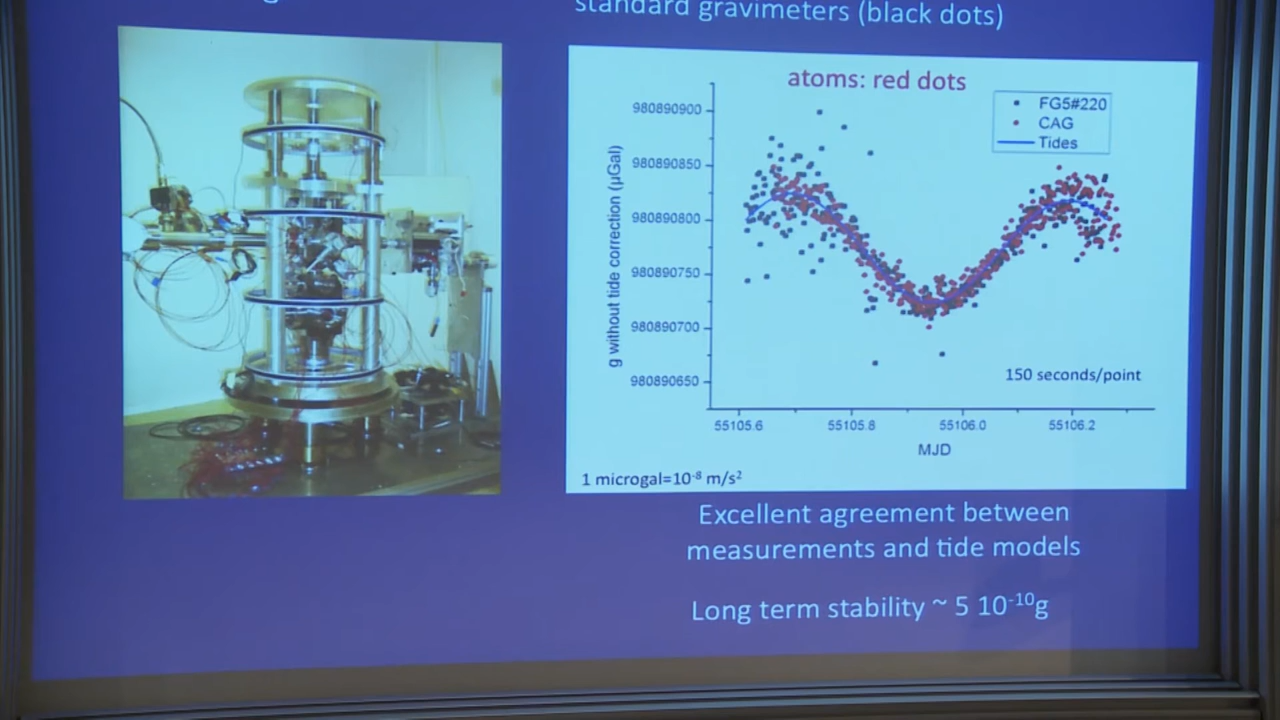 standard gravimeters (black dots)
atoms: red dots
FG5#220
CAG
Tides
g without tide correction (µGal)
980890900
980890850
980890800
980890750
980890700
980890650
150 seconds/point
55105.6
55105.8
55106.0
55106.2
MJD
1 microgal=10⁻⁸ m/s²
Excellent agreement between
measurements and tide models
Long term stability ~ 5 10⁻¹⁰g